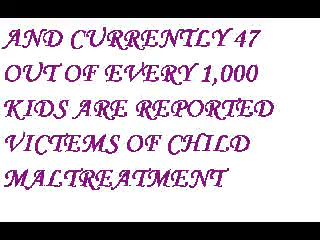 AND CURRENTLY 47
OUT OF EVERY 1,000
KIDS ARE REPORTED
VICTEMS OF CHILD
MALTREATMENT